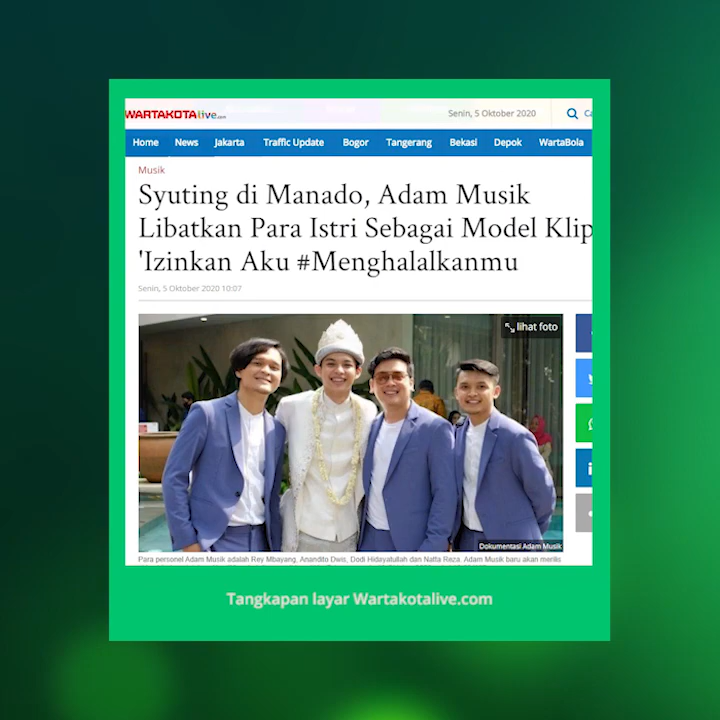 WARTAKOTAlive.com
Senin, 5 Oktober 2020
Home News Jakarta Traffic Update Bogor Tangerang Bekasi Depok WartaBola
Musik
Syuting di Manado, Adam Musik
Libatkan Para Istri Sebagai Model Klip
'Izinkan Aku #Menghalalkanmu
Senin, 5 Oktober 2020 10:07
lihat foto
Dokumentasi Adam Musik
Para personel Adam Musik adalah Rey Mbayang, Anandito Dwis, Dodi Hidayatullah dan Natta Reza. Adam Musik baru akan merilis
Tangkapan layar Wartakotalive.com